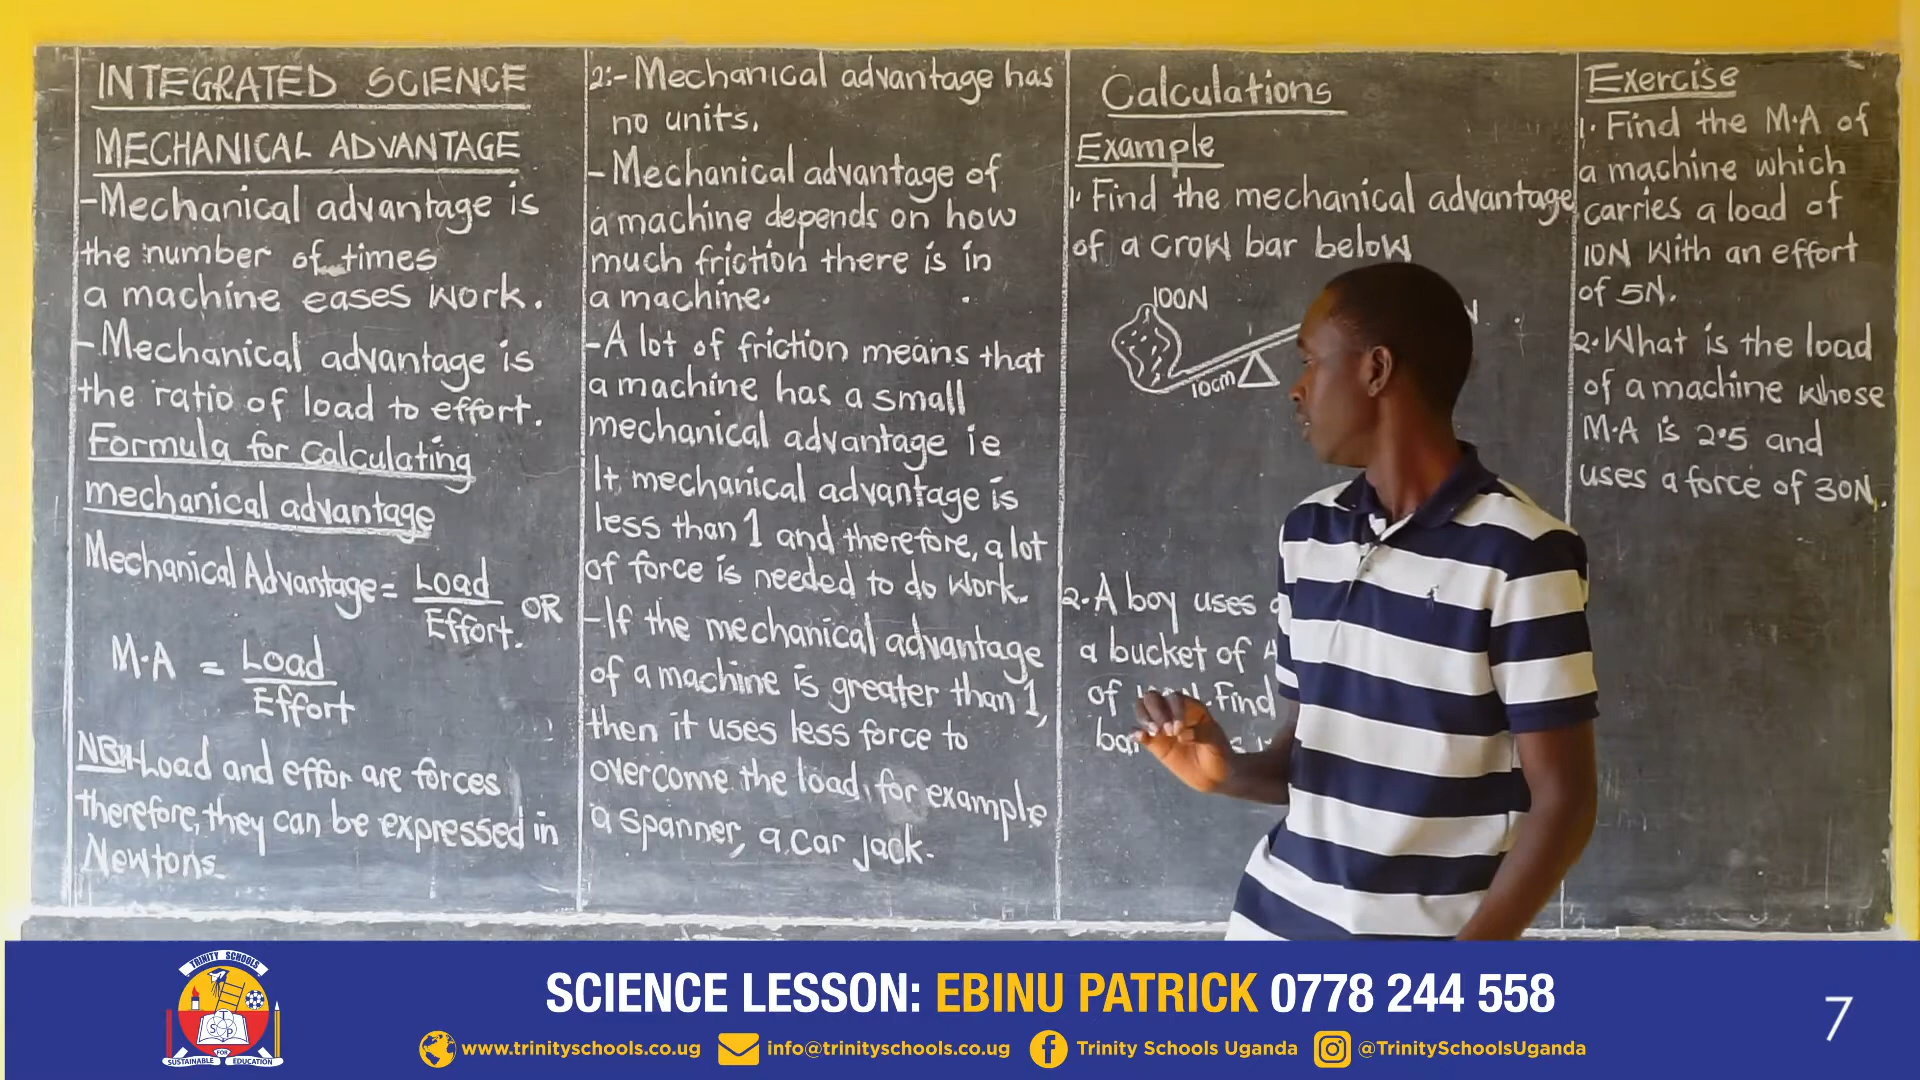 INTEGRATED SCIENCE
MECHANICAL ADVANTAGE
-Mechanical advantage is
the number of times
a machine eases work.
-Mechanical advantage is
the ratio of load to effort.
Formula for Calculating
mechanical advantage
Mechanical Advantage = Load
Effort. OR
M.A = Load
Effort
NB:1-Load and effor are forces
therefore, they can be expressed in
Newtons
2:- Mechanical advantage has
no units.
-Mechanical advantage of
a machine depends on how
much friction there is in
a machine.
-A lot of friction means that
a machine has a small
mechanical advantage ie
It mechanical advantage is
less than 1 and therefore, a lot
of force is needed to do work.
-If the mechanical advantage
of a machine is greater than 1,
then it uses less force to
overcome the load, for example
a spanner, a car jack.
Calculations
Example
1. Find the mechanical advantage
of a crow bar below
100N
N
10cm
2. A boy uses
a bucket of
of Find
Exercise
1. Find the M.A of
a machine which
carries a load of
10N with an effort
of 5N.
2. What is the load
of a machine whose
M.A is 2.5 and
uses a force of 30N.
TRINITY SCHOOLS
S T P
SUSTAINABLE FOR EDUCATION
SCIENCE LESSON: EBINU PATRICK 0778 244 558
www.trinityschools.co.ug info@trinityschools.co.ug Trinity Schools Uganda @TrinitySchoolsUganda
7